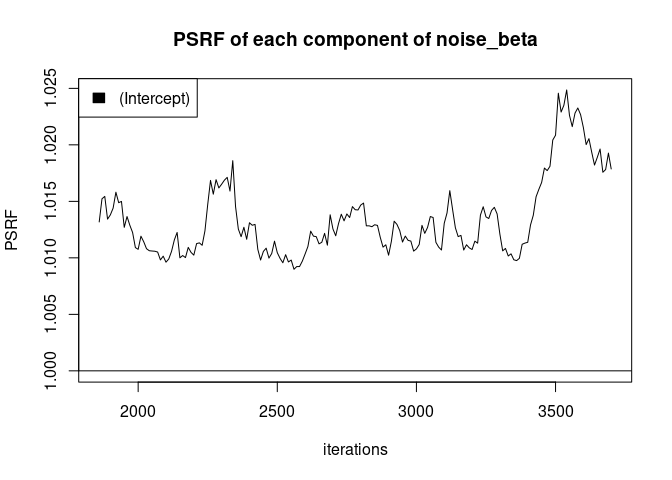 PSRF of each component of noise_beta
(Intercept)
PSRF
1.025
1.020
1.015
1.010
1.005
1.000
2000 2500 3000 3500
iterations